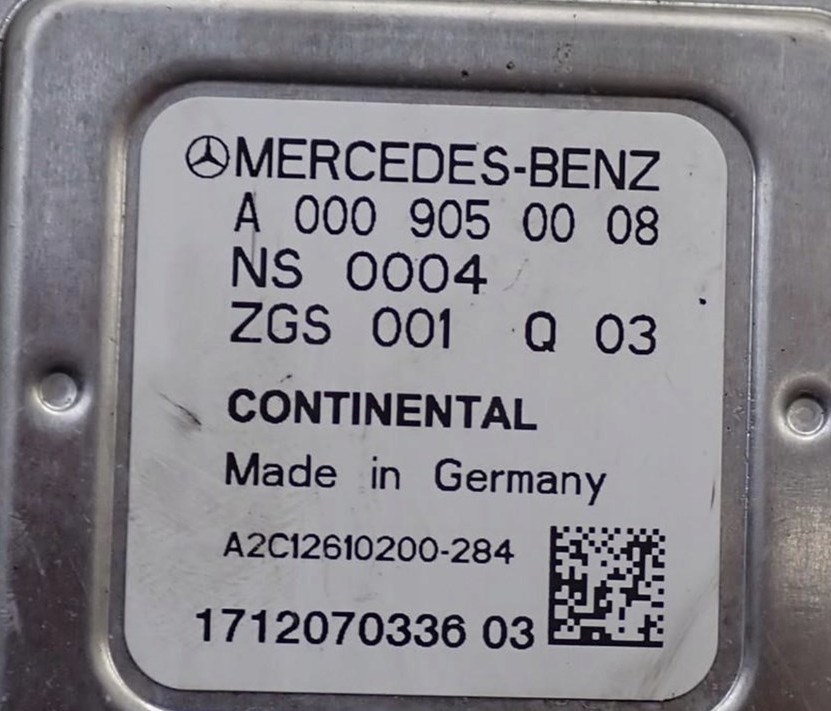 MERCEDES-BENZ
A 000 905 00 08
NS 0004
ZGS 001 Q 03
CONTINENTAL
Made in Germany
A2C12610200-284
1712070336 03